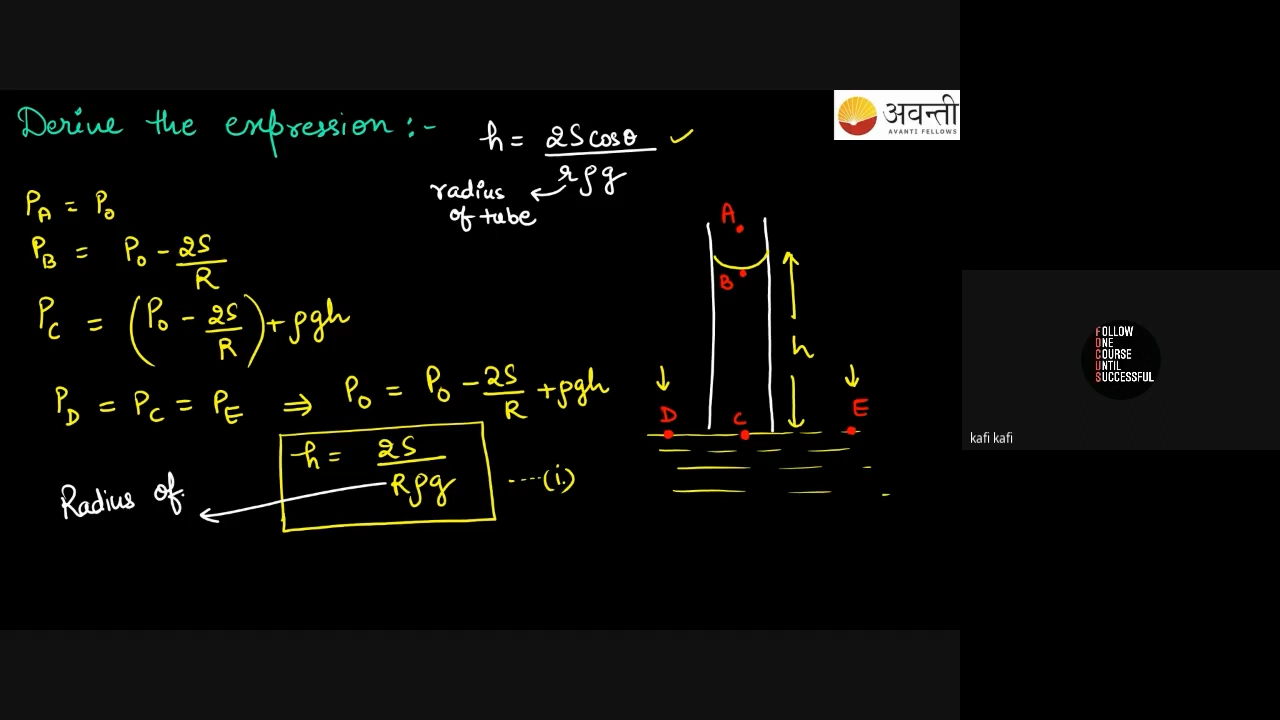 Derive the expression :-
h = 2S cosθ / rρg
radius
of tube
अवन्ती
AVANTI FELLOWS
P_A = P_0
P_B = P_0 - 2S/R
P_C = (P_0 - 2S/R) + ρgh
P_D = P_C = P_E ⇒ P_0 = P_0 - 2S/R + ρgh
h = 2S / Rρg ....(i.)
Radius of
A
B
h
D
C
E
FOLLOW
ONE
COURSE
UNTIL
SUCCESSFUL
kafi kafi